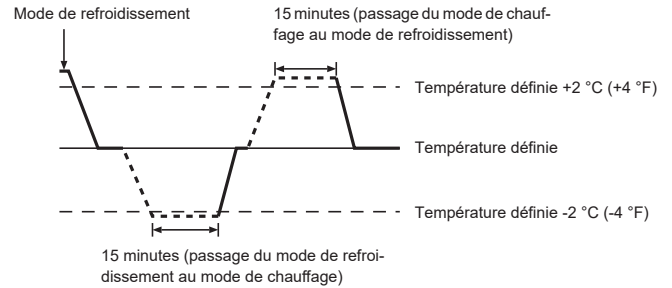 Mode de refroidissement
15 minutes (passage du mode de chauf-
fage au mode de refroidissement)
Température définie +2 °C (+4 °F)
Température définie
Température définie -2 °C (-4 °F)
15 minutes (passage du mode de refroi-
dissement au mode de chauffage)